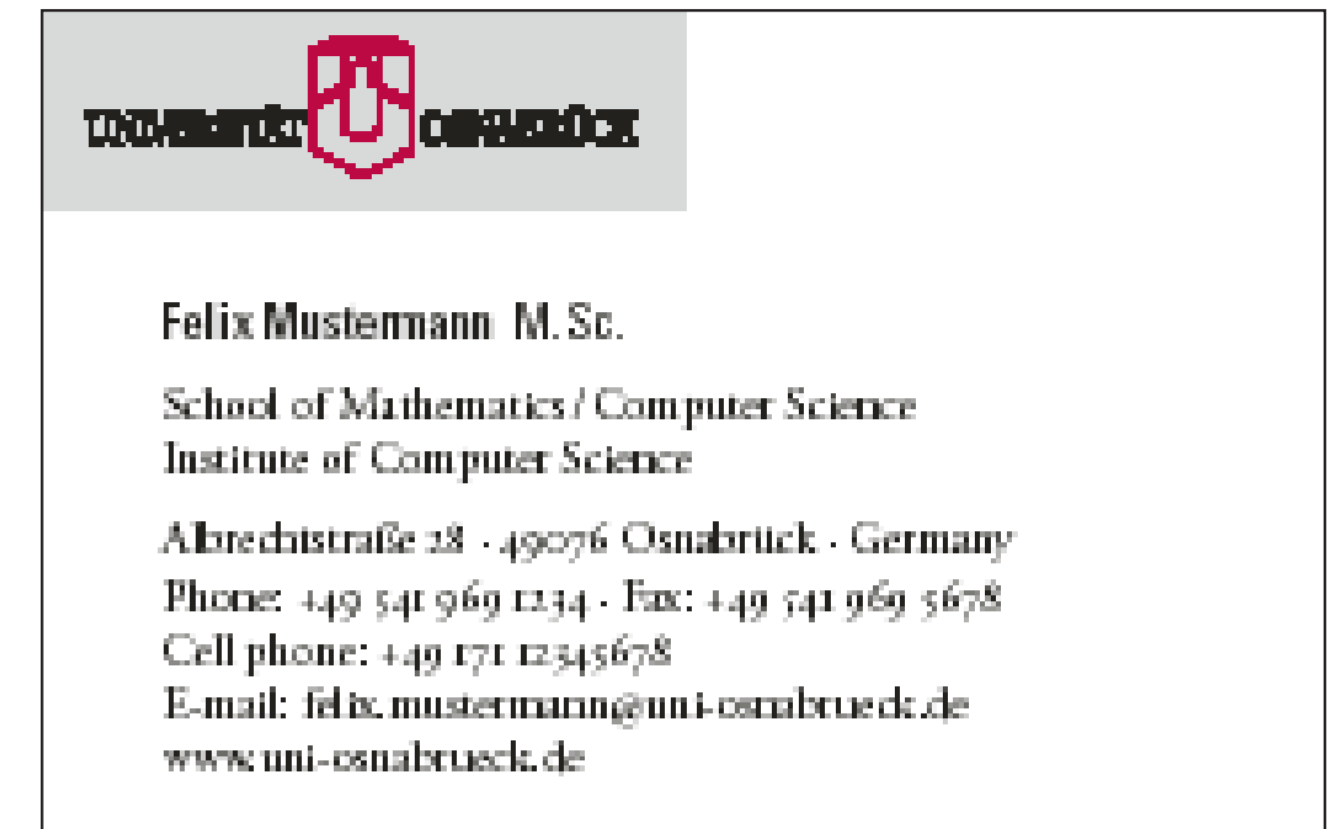 UNIVERSITÄT OSNABRÜCK
Felix Mustermann M. Sc.
School of Mathematics / Computer Science
Institute of Computer Science
Albrechtstraße 28 · 49076 Osnabrück · Germany
Phone: +49 541 969 1234 · Fax: +49 541 969 5678
Cell phone: +49 171 12345678
E-mail: felix.mustermann@uni-osnabrueck.de
www.uni-osnabrueck.de